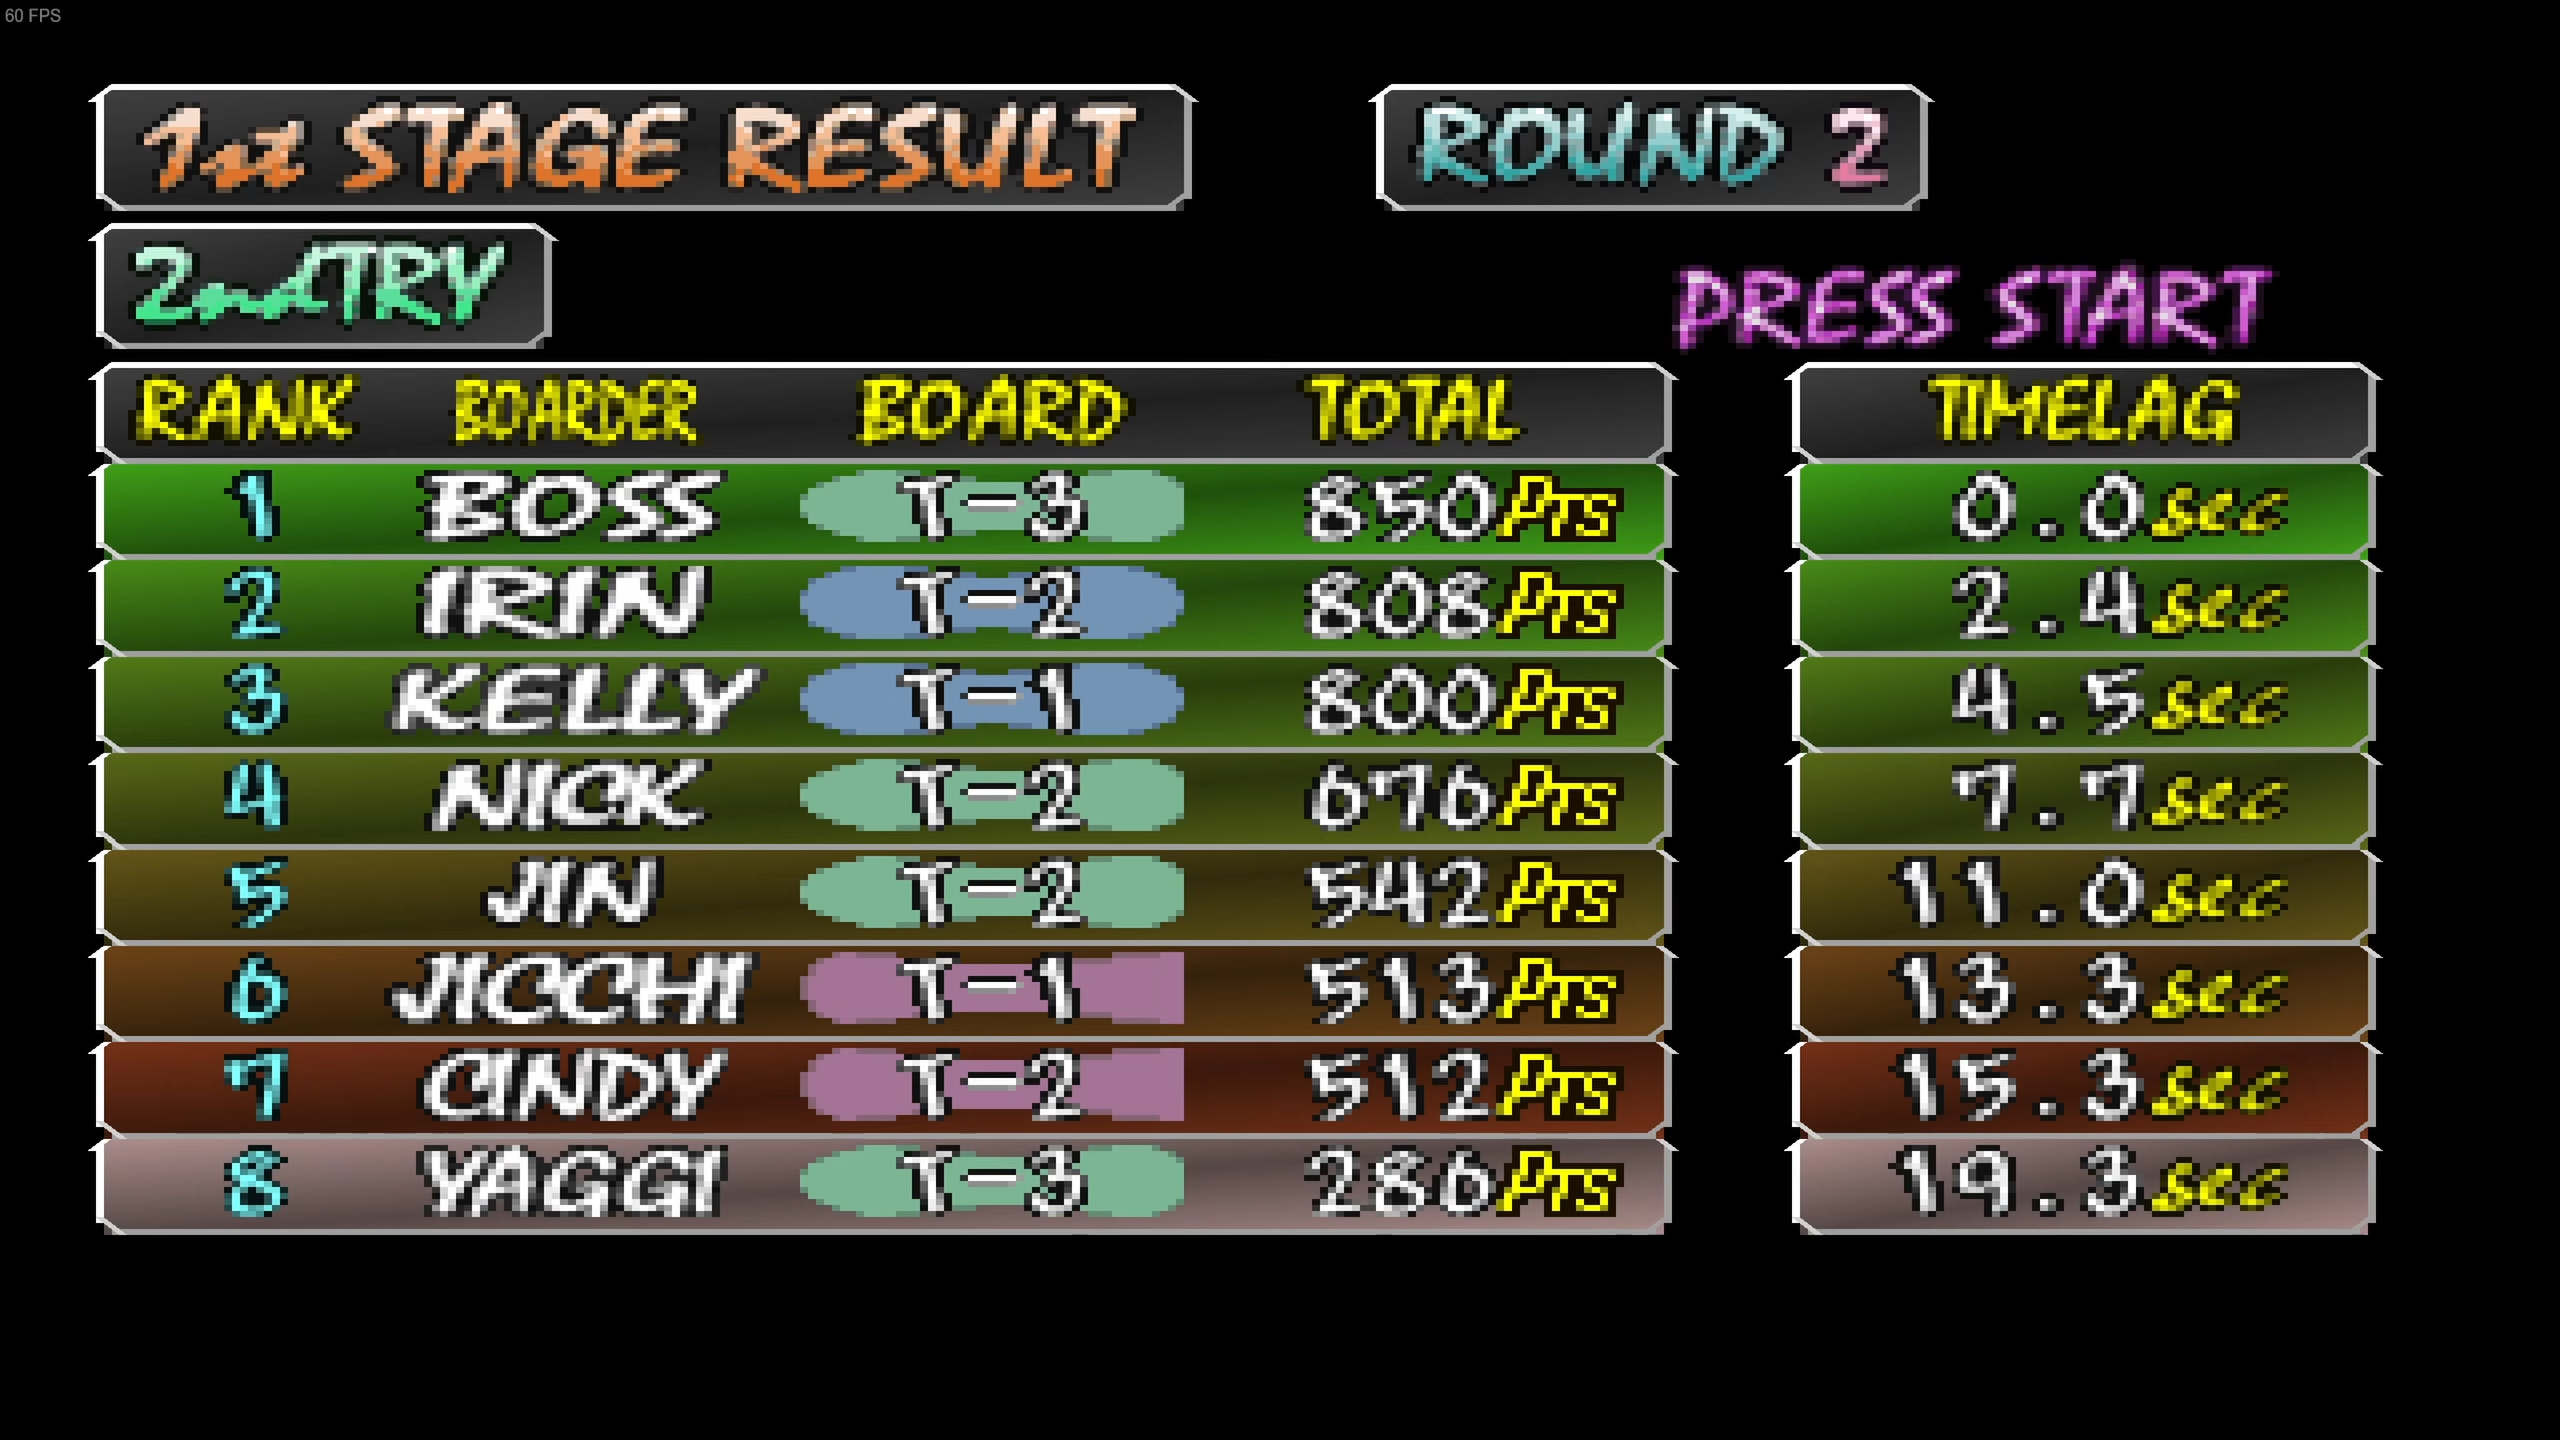 60 FPS
1st STAGE RESULT ROUND 2
2ndTRY
PRESS START
RANK BOARDER BOARD TOTAL TIMELAG
1 BOSS T-3 850Pts 0.0sec
2 IRIN T-2 808Pts 2.4sec
3 KELLY T-1 800Pts 4.5sec
4 NICK T-2 676Pts 7.7sec
5 JIN T-2 542Pts 11.0sec
6 JICCHI T-1 513Pts 13.3sec
7 CINDY T-2 512Pts 15.3sec
8 YAGGI T-3 286Pts 19.3sec